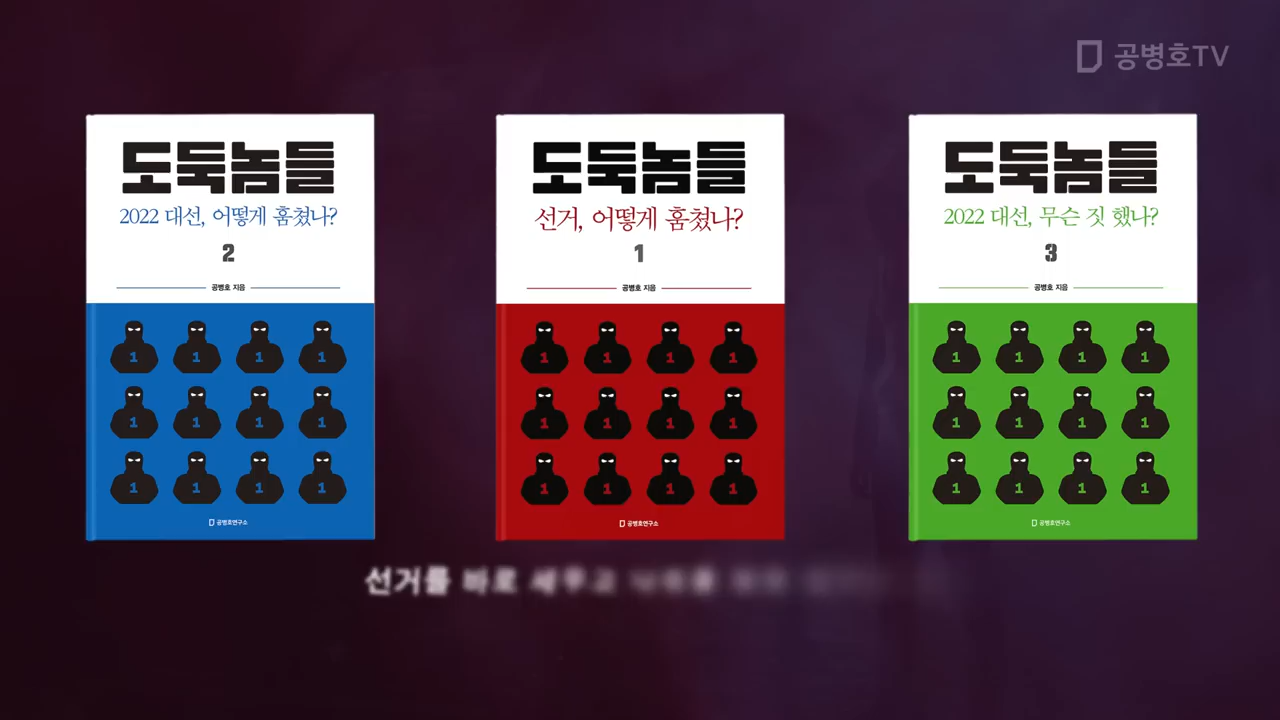 공병호TV
도둑놈들
2022 대선, 어떻게 훔쳤나?
2
공병호 지음
1 1 1 1
1 1 1 1
1 1 1 1
공병호연구소
도둑놈들
선거, 어떻게 훔쳤나?
1
공병호 지음
1 1 1 1
1 1 1 1
1 1 1 1
공병호연구소
도둑놈들
2022 대선, 무슨 짓 했나?
3
공병호 지음
1 1 1 1
1 1 1 1
1 1 1 1
공병호연구소
선거를 바로 세우고